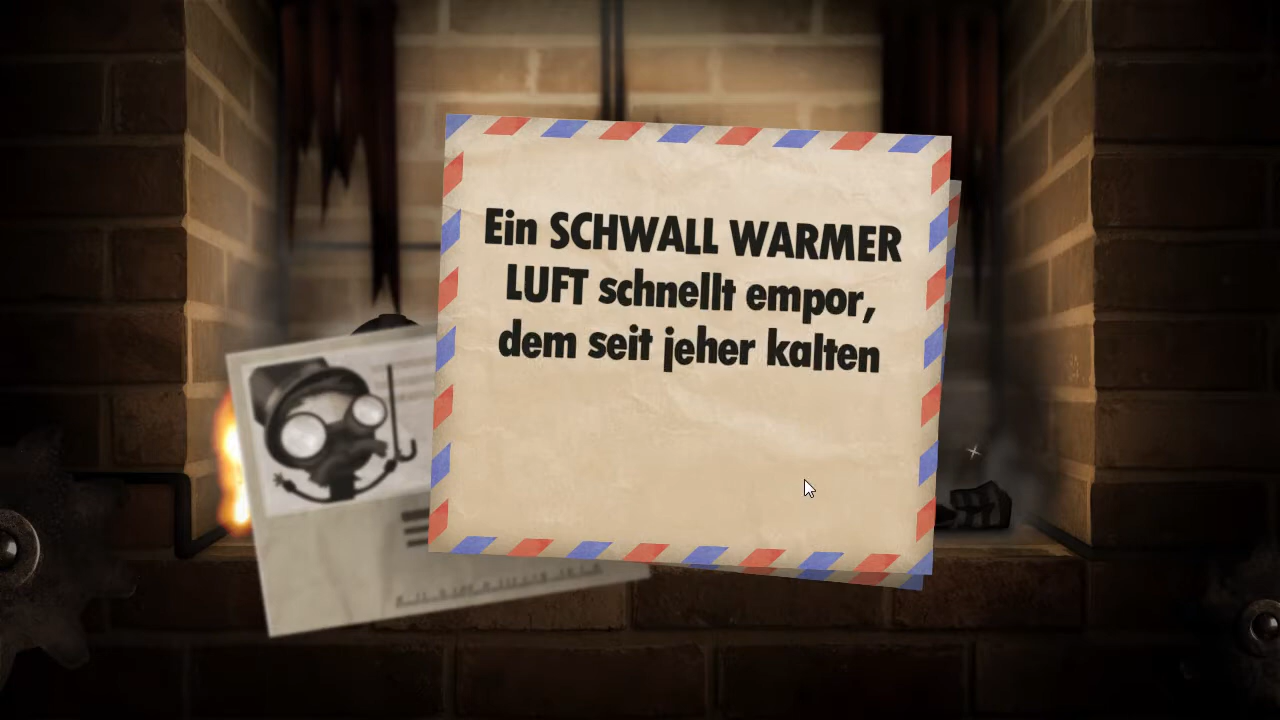 Ein SCHWALL WARMER
LUFT schnellt empor,
dem seit jeher kalten